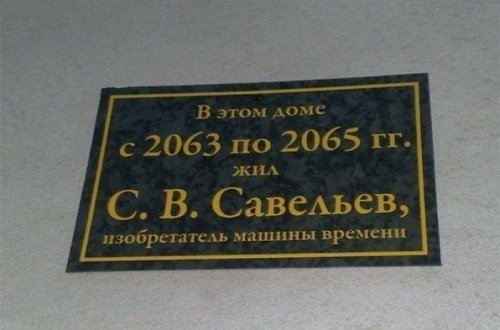 В этом доме
с 2063 по 2065 гг.
жил
С. В. Савельев,
изобретатель машины времени